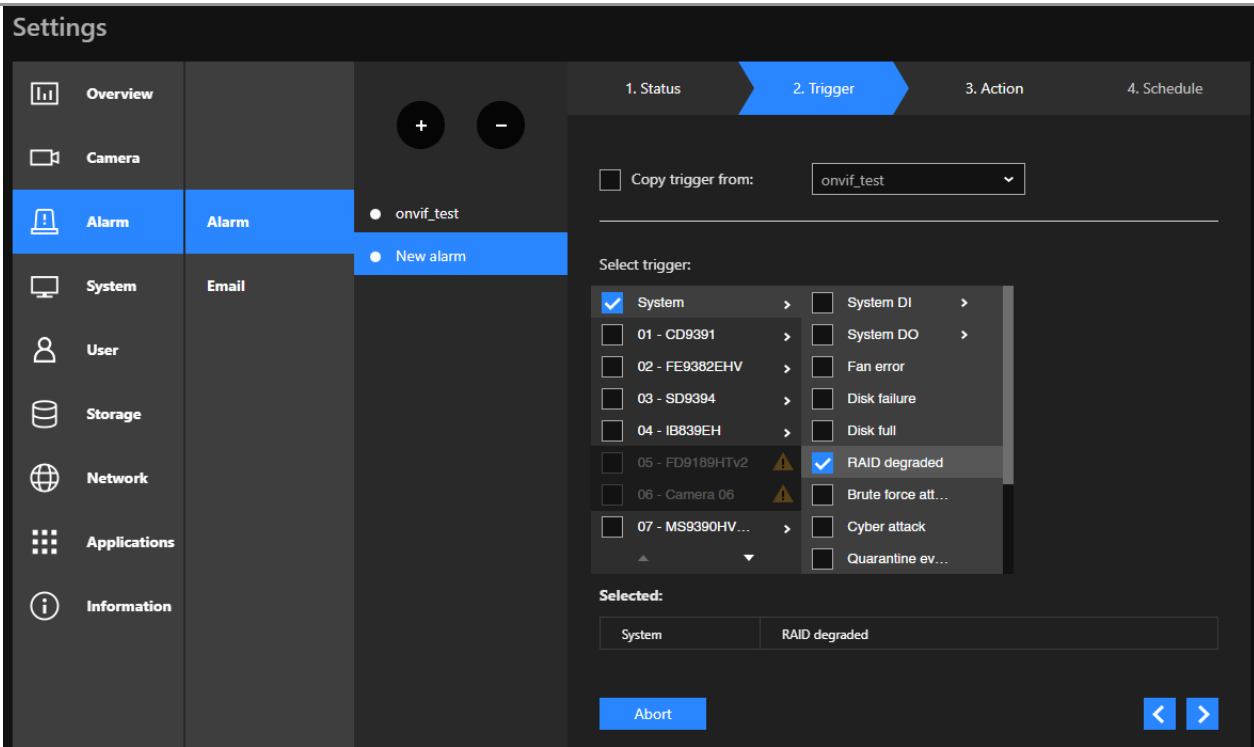 Settings
Overview
Camera
Alarm
System
User
Storage
Network
Applications
Information
Alarm
Email
+
-
onvif_test
New alarm
1. Status
2. Trigger
3. Action
4. Schedule
Copy trigger from:
onvif_test
Select trigger:
System
01 - CD9391
02 - FE9382EHV
03 - SD9394
04 - IB839EH
05 - FD9189HTv2
06 - Camera 06
07 - MS9390HV...
System DI
System DO
Fan error
Disk failure
Disk full
RAID degraded
Brute force att...
Cyber attack
Quarantine ev...
Selected:
System
RAID degraded
Abort